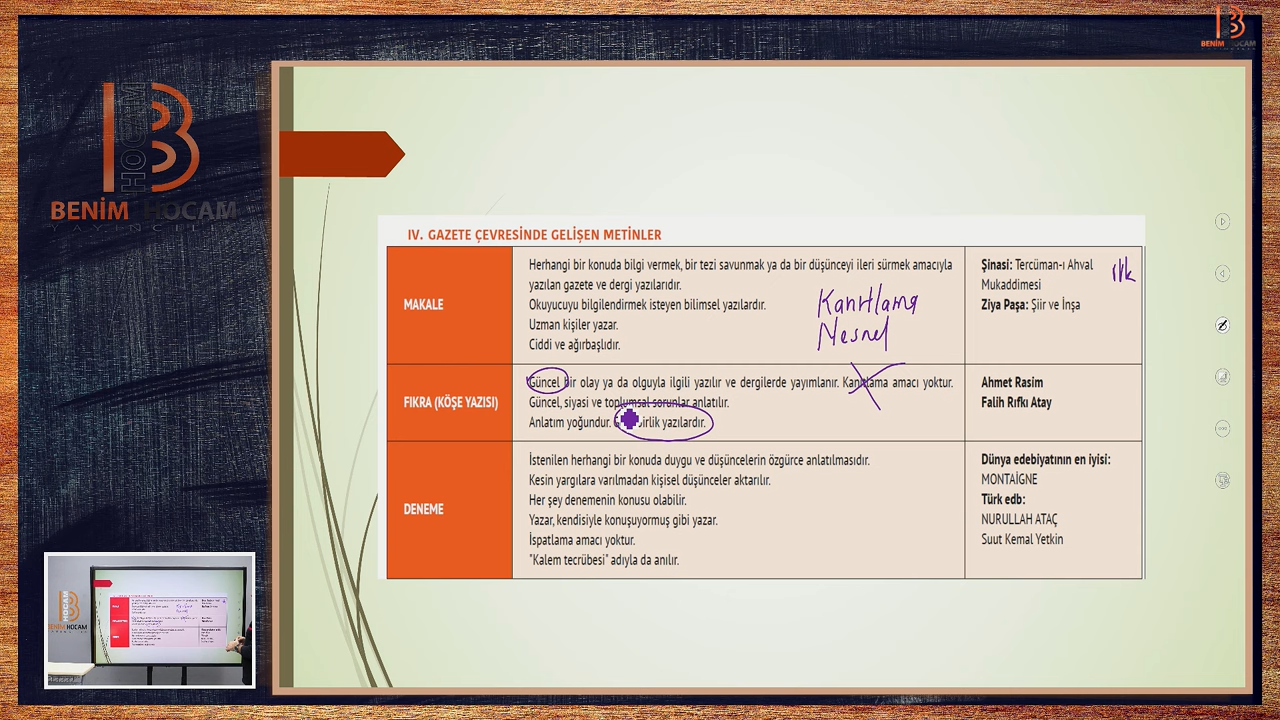 BENİM HOCAM
HOCAM
BENİM HOCAM
YAYINCILIK
IV. GAZETE ÇEVRESİNDE GELİŞEN METİNLER
MAKALE
Herhangi bir konuda bilgi vermek, bir tezi savunmak ya da bir düşünceyi ileri sürmek amacıyla
yazılan gazete ve dergi yazılarıdır.
Okuyucuyu bilgilendirmek isteyen bilimsel yazılardır.
Uzman kişiler yazar.
Ciddi ve ağırbaşlıdır.
Kanıtlama
Nesnel
Şinasi: Tercüman-ı Ahval
Mukaddimesi
Ziya Paşa: Şiir ve İnşa
ilk
FIKRA (KÖŞE YAZISI)
Güncel bir olay ya da olguyla ilgili yazılır ve dergilerde yayımlanır. Kanıtlama amacı yoktur.
Güncel, siyasi ve toplumsal sorunlar anlatılır.
Anlatım yoğundur. yazılardır.
Ahmet Rasim
Falih Rıfkı Atay
DENEME
İstenilen herhangi bir konuda duygu ve düşüncelerin özgürce anlatılmasıdır.
Kesin yargılara varılmadan kişisel düşünceler aktarılır.
Her şey denemenin konusu olabilir.
Yazar, kendisiyle konuşuyormuş gibi yazar.
İspatlama amacı yoktur.
"Kalem tecrübesi" adıyla da anılır.
Dünya edebiyatının en iyisi:
MONTAİGNE
Türk edb:
NURULLAH ATAÇ
Suut Kemal Yetkin
BENİM HOCAM